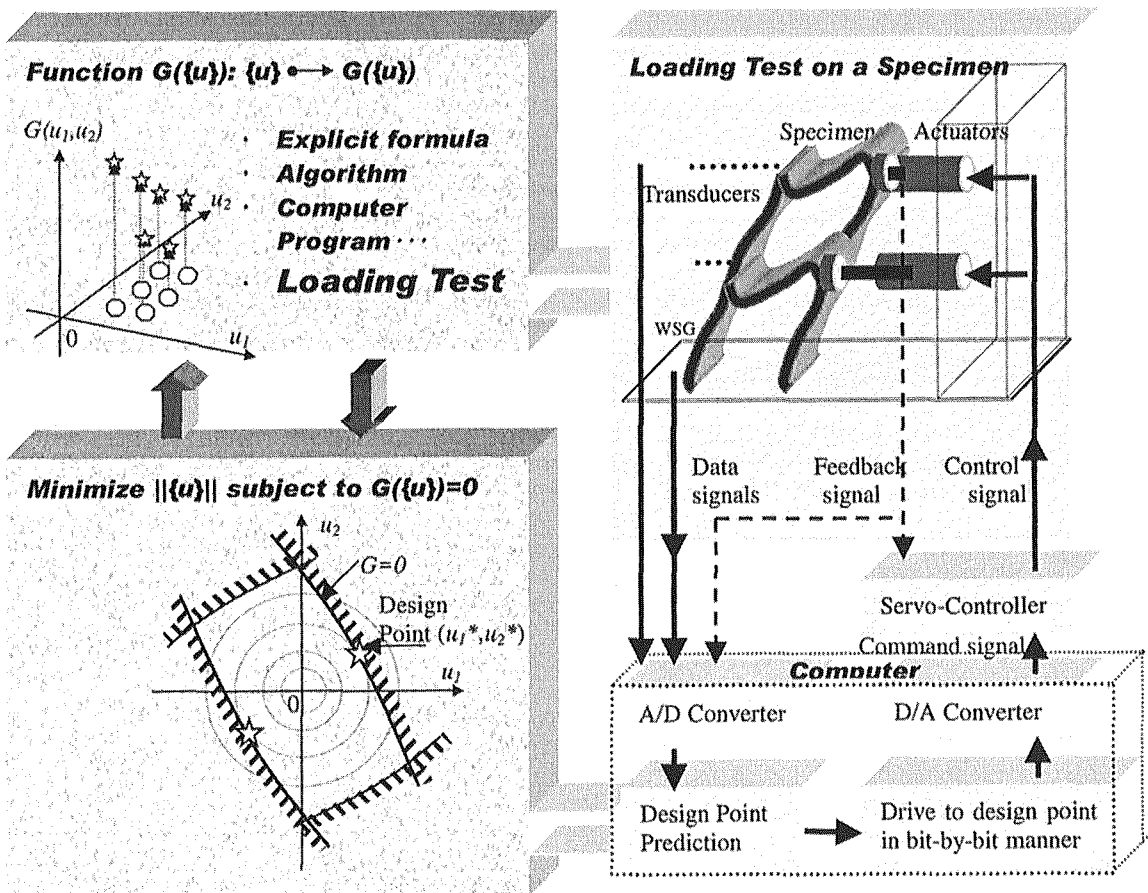 Function G({u}): {u} •→ G({u})
G(u₁,u₂)
· Explicit formula
· Algorithm
· Computer
Program · · ·
· Loading Test
u₂
0
u₁
Minimize ||{u}|| subject to G({u})=0
u₂
G=0
Design
Point (u₁*,u₂*)
u₁
0
Loading Test on a Specimen
Specimen
Actuators
Transducers
WSG
Data
signals
Feedback
signal
Control
signal
Servo-Controller
Command signal
Computer
A/D Converter
D/A Converter
Design Point
Prediction
Drive to design point
in bit-by-bit manner